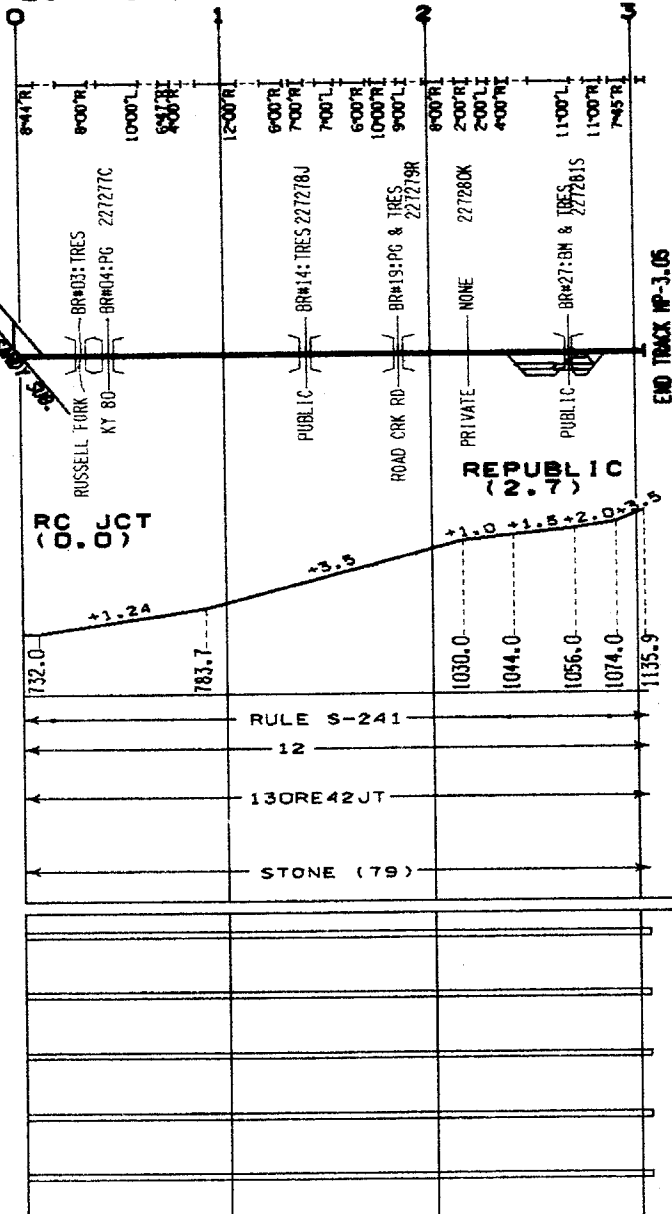 0 1 2 3
8°44'R
8°00'R
10°00'L
4°00'R
12°00'R
6°00'R
7°00'R
7°00'L
6°00'R
10°00'R
9°00'L
8°00'R
2°00'R
2°00'L
4°00'R
11°00'L
11°00'R
7°45'R
BR#03:TRES
BR#04:PG 227277C
BR#14:TRES 227278J
BR#19:PG & TRES
227279R
NONE 227280K
BR#27:BM & TRES
227281S
SUB.
RUSSELL FORK
KY 80
PUBLIC
ROAD CRK RD
PRIVATE
PUBLIC
END TRACK MP-3.05
RC JCT
(0.0)
REPUBLIC
(2.7)
+1.24
+3.5
+1.0
+1.5
+2.0
+3.5
732.0
783.7
1030.0
1044.0
1056.0
1074.0
1135.9
RULE S-241
12
130RE42JT
STONE (79)